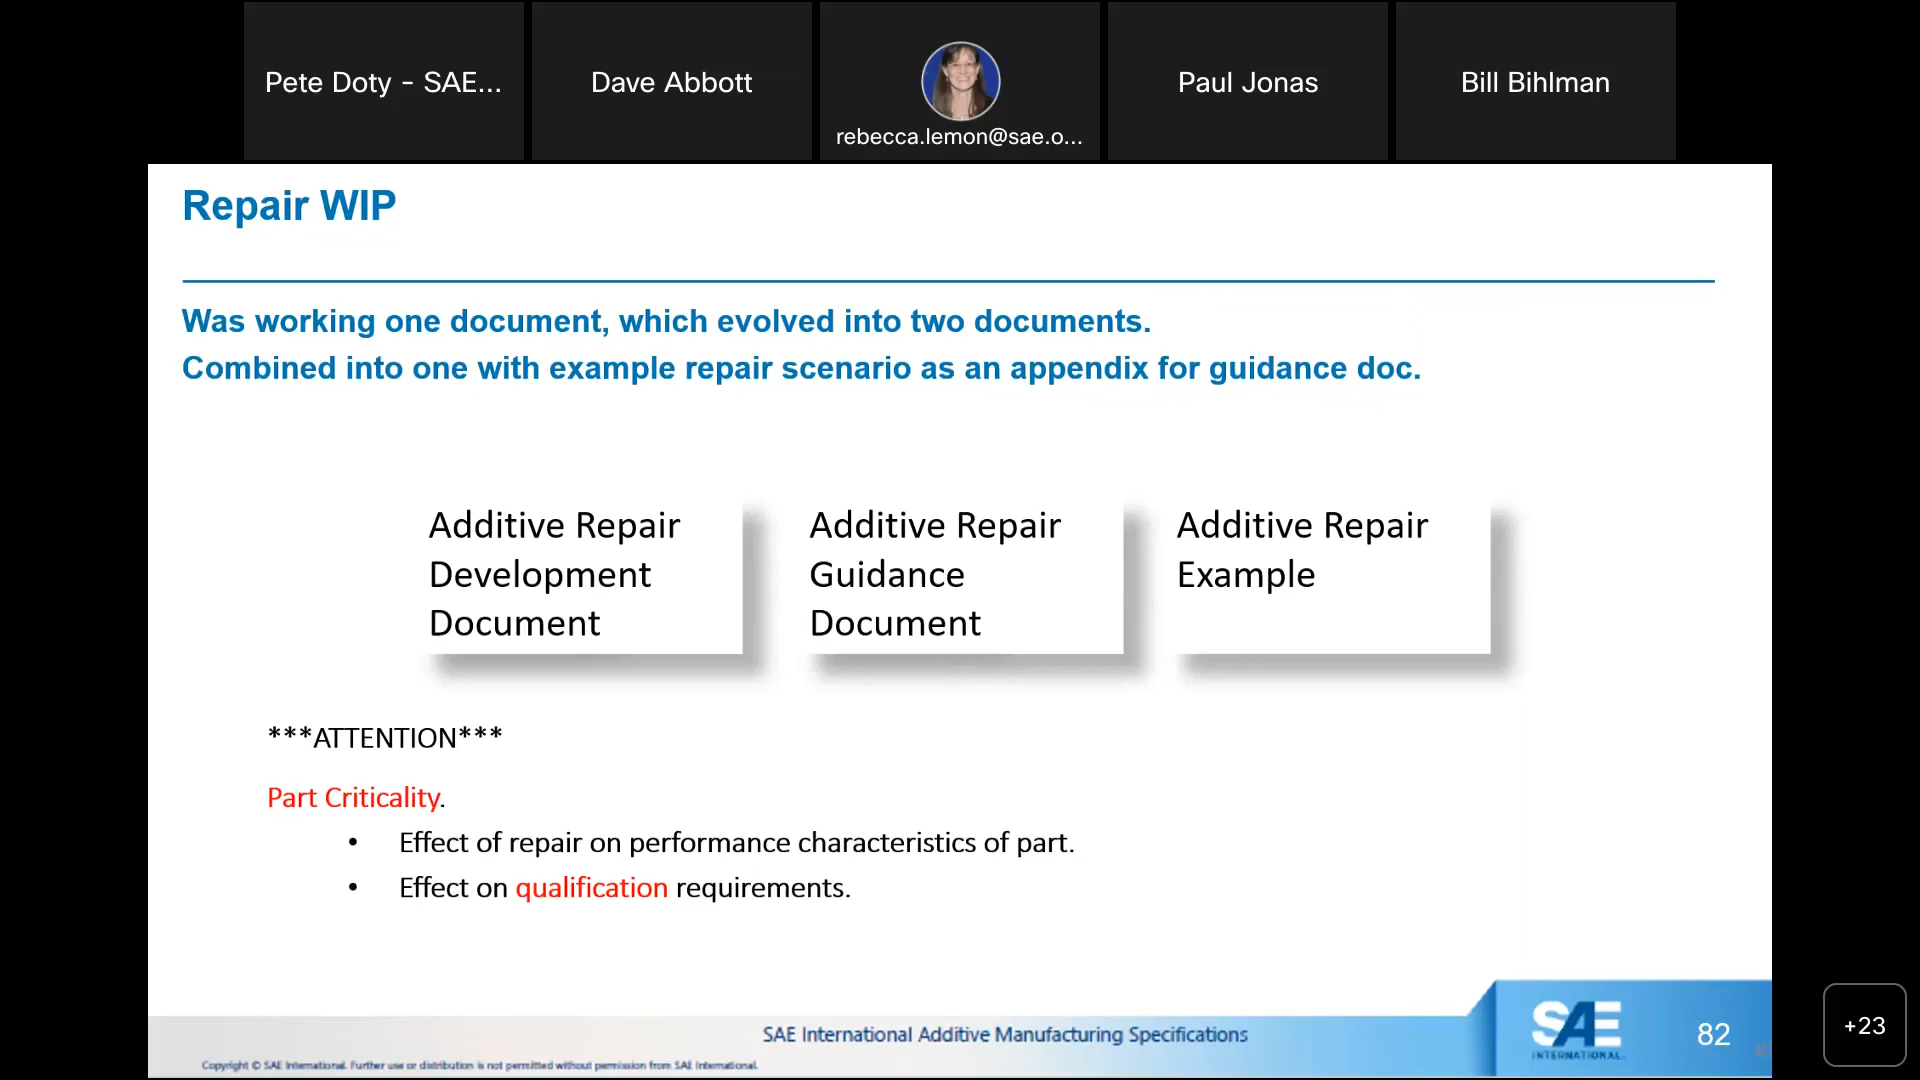 Pete Doty - SAE...
Dave Abbott
rebecca.lemon@sae.o...
Paul Jonas
Bill Bihlman
Repair WIP
Was working one document, which evolved into two documents.
Combined into one with example repair scenario as an appendix for guidance doc.
Additive Repair
Development
Document
Additive Repair
Guidance
Document
Additive Repair
Example
***ATTENTION***
Part Criticality.
• Effect of repair on performance characteristics of part.
• Effect on qualification requirements.
SAE International Additive Manufacturing Specifications
SAE
INTERNATIONAL.
82
+23
Copyright © SAE International. Further use or distribution is not permitted without permission from SAE International.